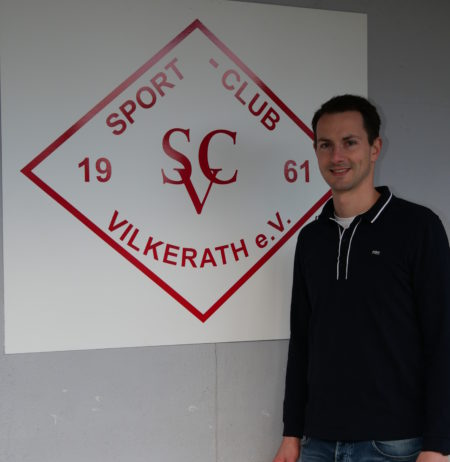 SPORT - CLUB
19 SCV 61
VILKERATH e.V.